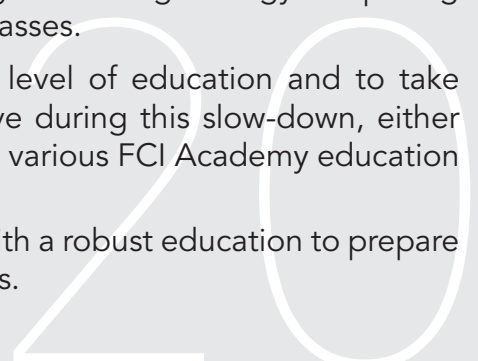 asses.
level of education and to take
ve during this slow-down, either
various FCI Academy education
ith a robust education to prepare
s.
20